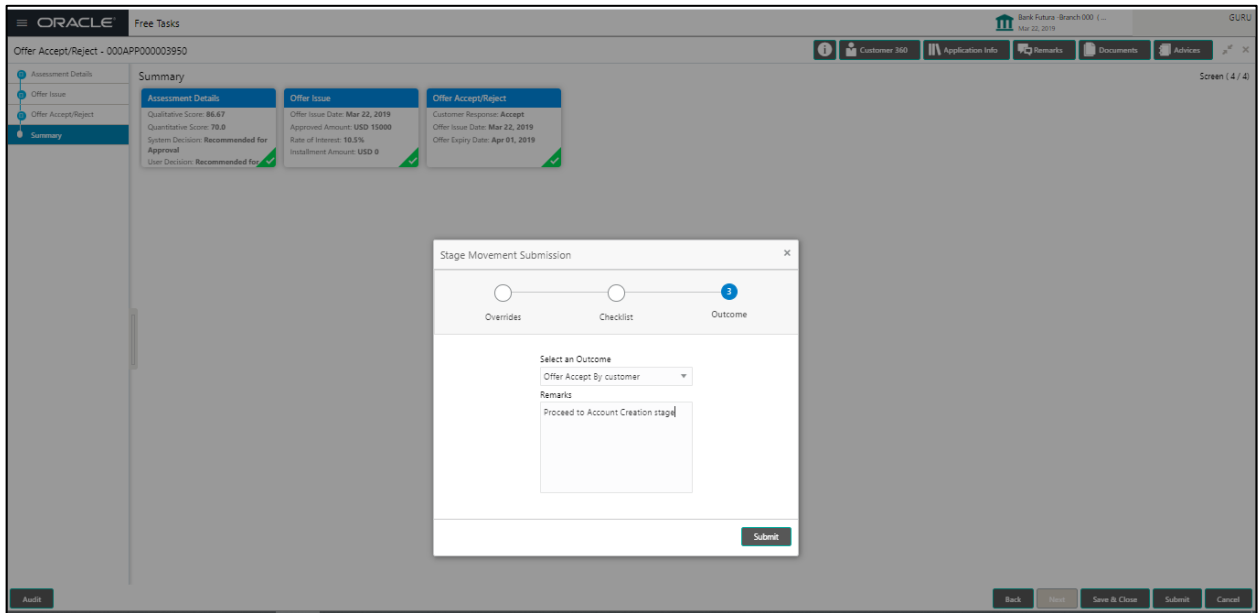 ORACLE
Free Tasks
Bank Futura -Branch 000 (...
Mar 22, 2019
GURU
Offer Accept/Reject - 000APP000003950
Customer 360
Application Info
Remarks
Documents
Advices
Assessment Details
Offer Issue
Offer Accept/Reject
Summary
Summary
Screen ( 4 / 4)
Assessment Details
Qualitative Score: 86.67
Quantitative Score: 70.0
System Decision: Recommended for
Approval
User Decision: Recommended for
Offer Issue
Offer Issue Date: Mar 22, 2019
Approved Amount: USD 15000
Rate of Interest: 10.5%
Installment Amount: USD 0
Offer Accept/Reject
Customer Response: Accept
Offer Issue Date: Mar 22, 2019
Offer Expiry Date: Apr 01, 2019
Stage Movement Submission
3
Overrides
Checklist
Outcome
Select an Outcome
Offer Accept By customer
Remarks
Proceed to Account Creation stage
Submit
Audit
Back
Next
Save & Close
Submit
Cancel